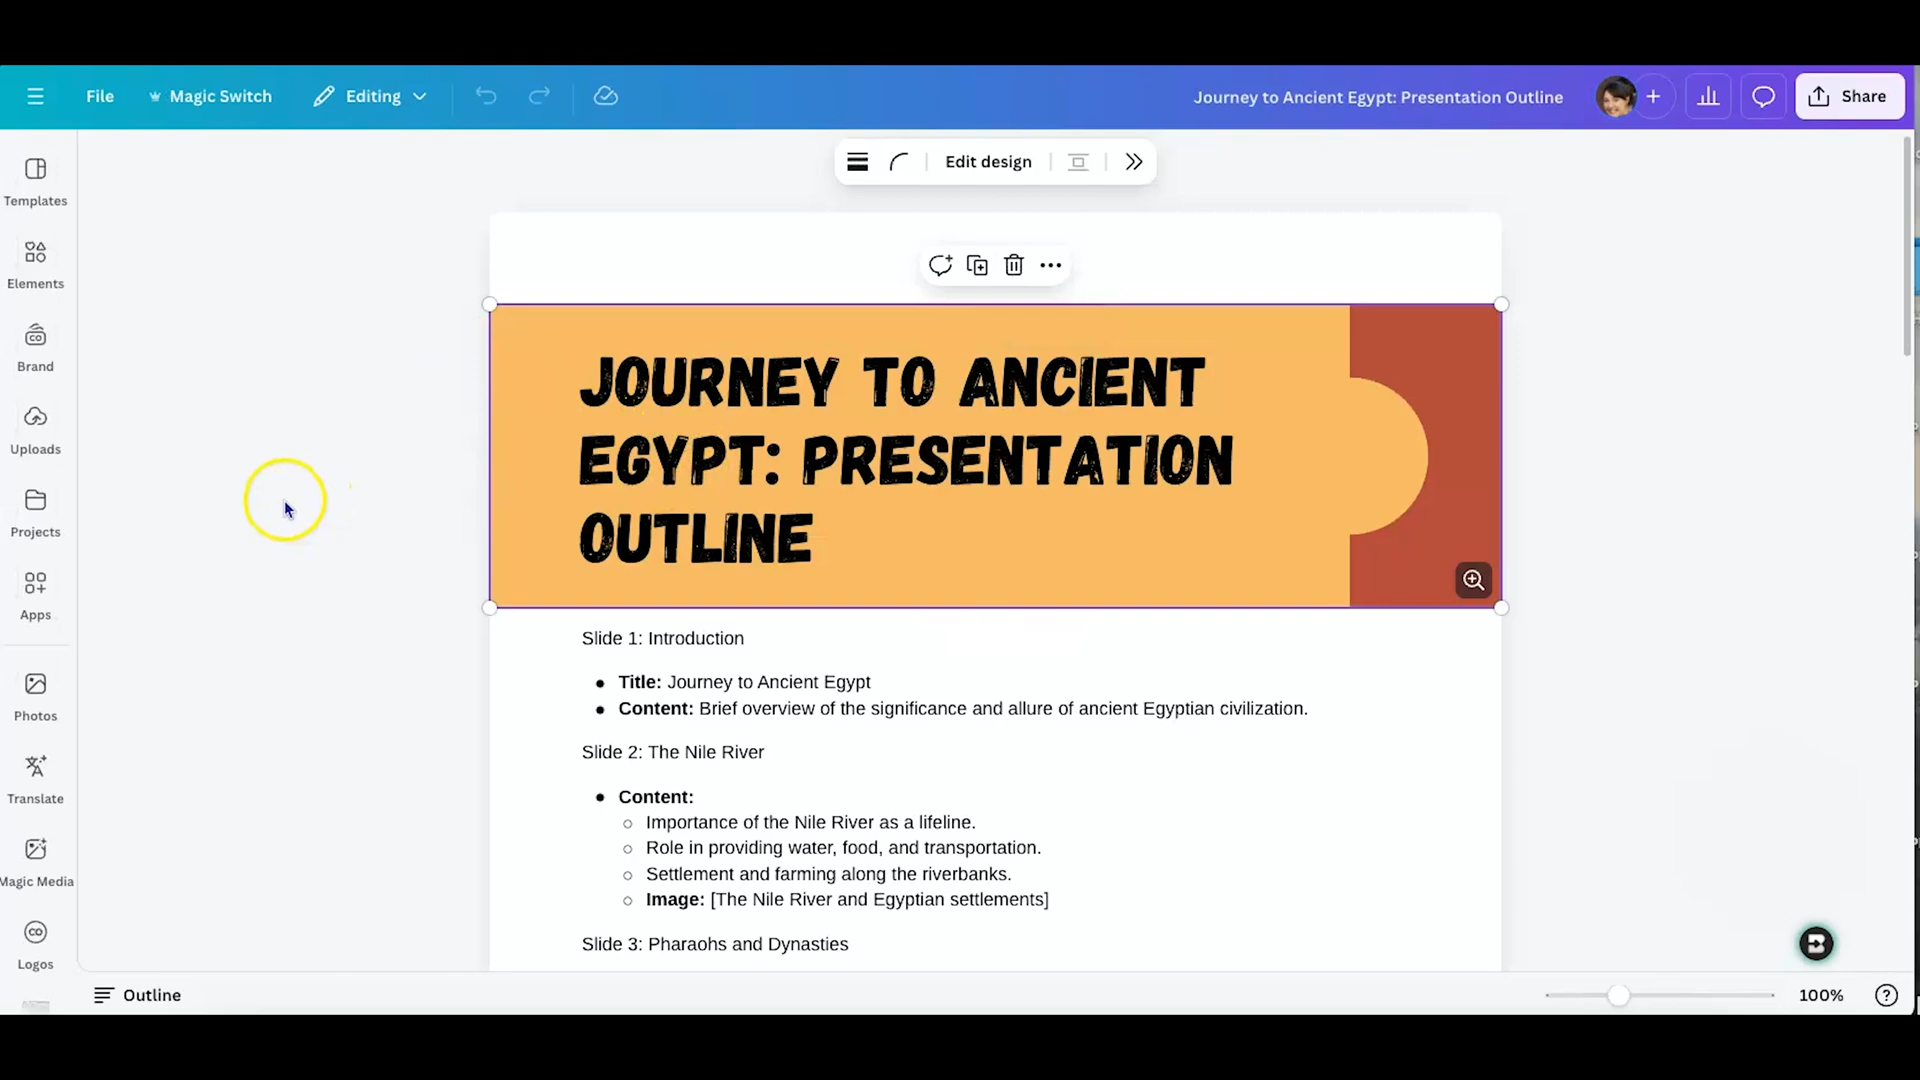 File
Magic Switch
Editing
Journey to Ancient Egypt: Presentation Outline
Share
Templates
Elements
Brand
Uploads
Projects
Apps
Photos
Translate
Magic Media
Logos
Edit design
JOURNEY TO ANCIENT
EGYPT: PRESENTATION
OUTLINE
Slide 1: Introduction
● Title: Journey to Ancient Egypt
● Content: Brief overview of the significance and allure of ancient Egyptian civilization.
Slide 2: The Nile River
● Content:
○ Importance of the Nile River as a lifeline.
○ Role in providing water, food, and transportation.
○ Settlement and farming along the riverbanks.
○ Image: [The Nile River and Egyptian settlements]
Slide 3: Pharaohs and Dynasties
Outline
100%